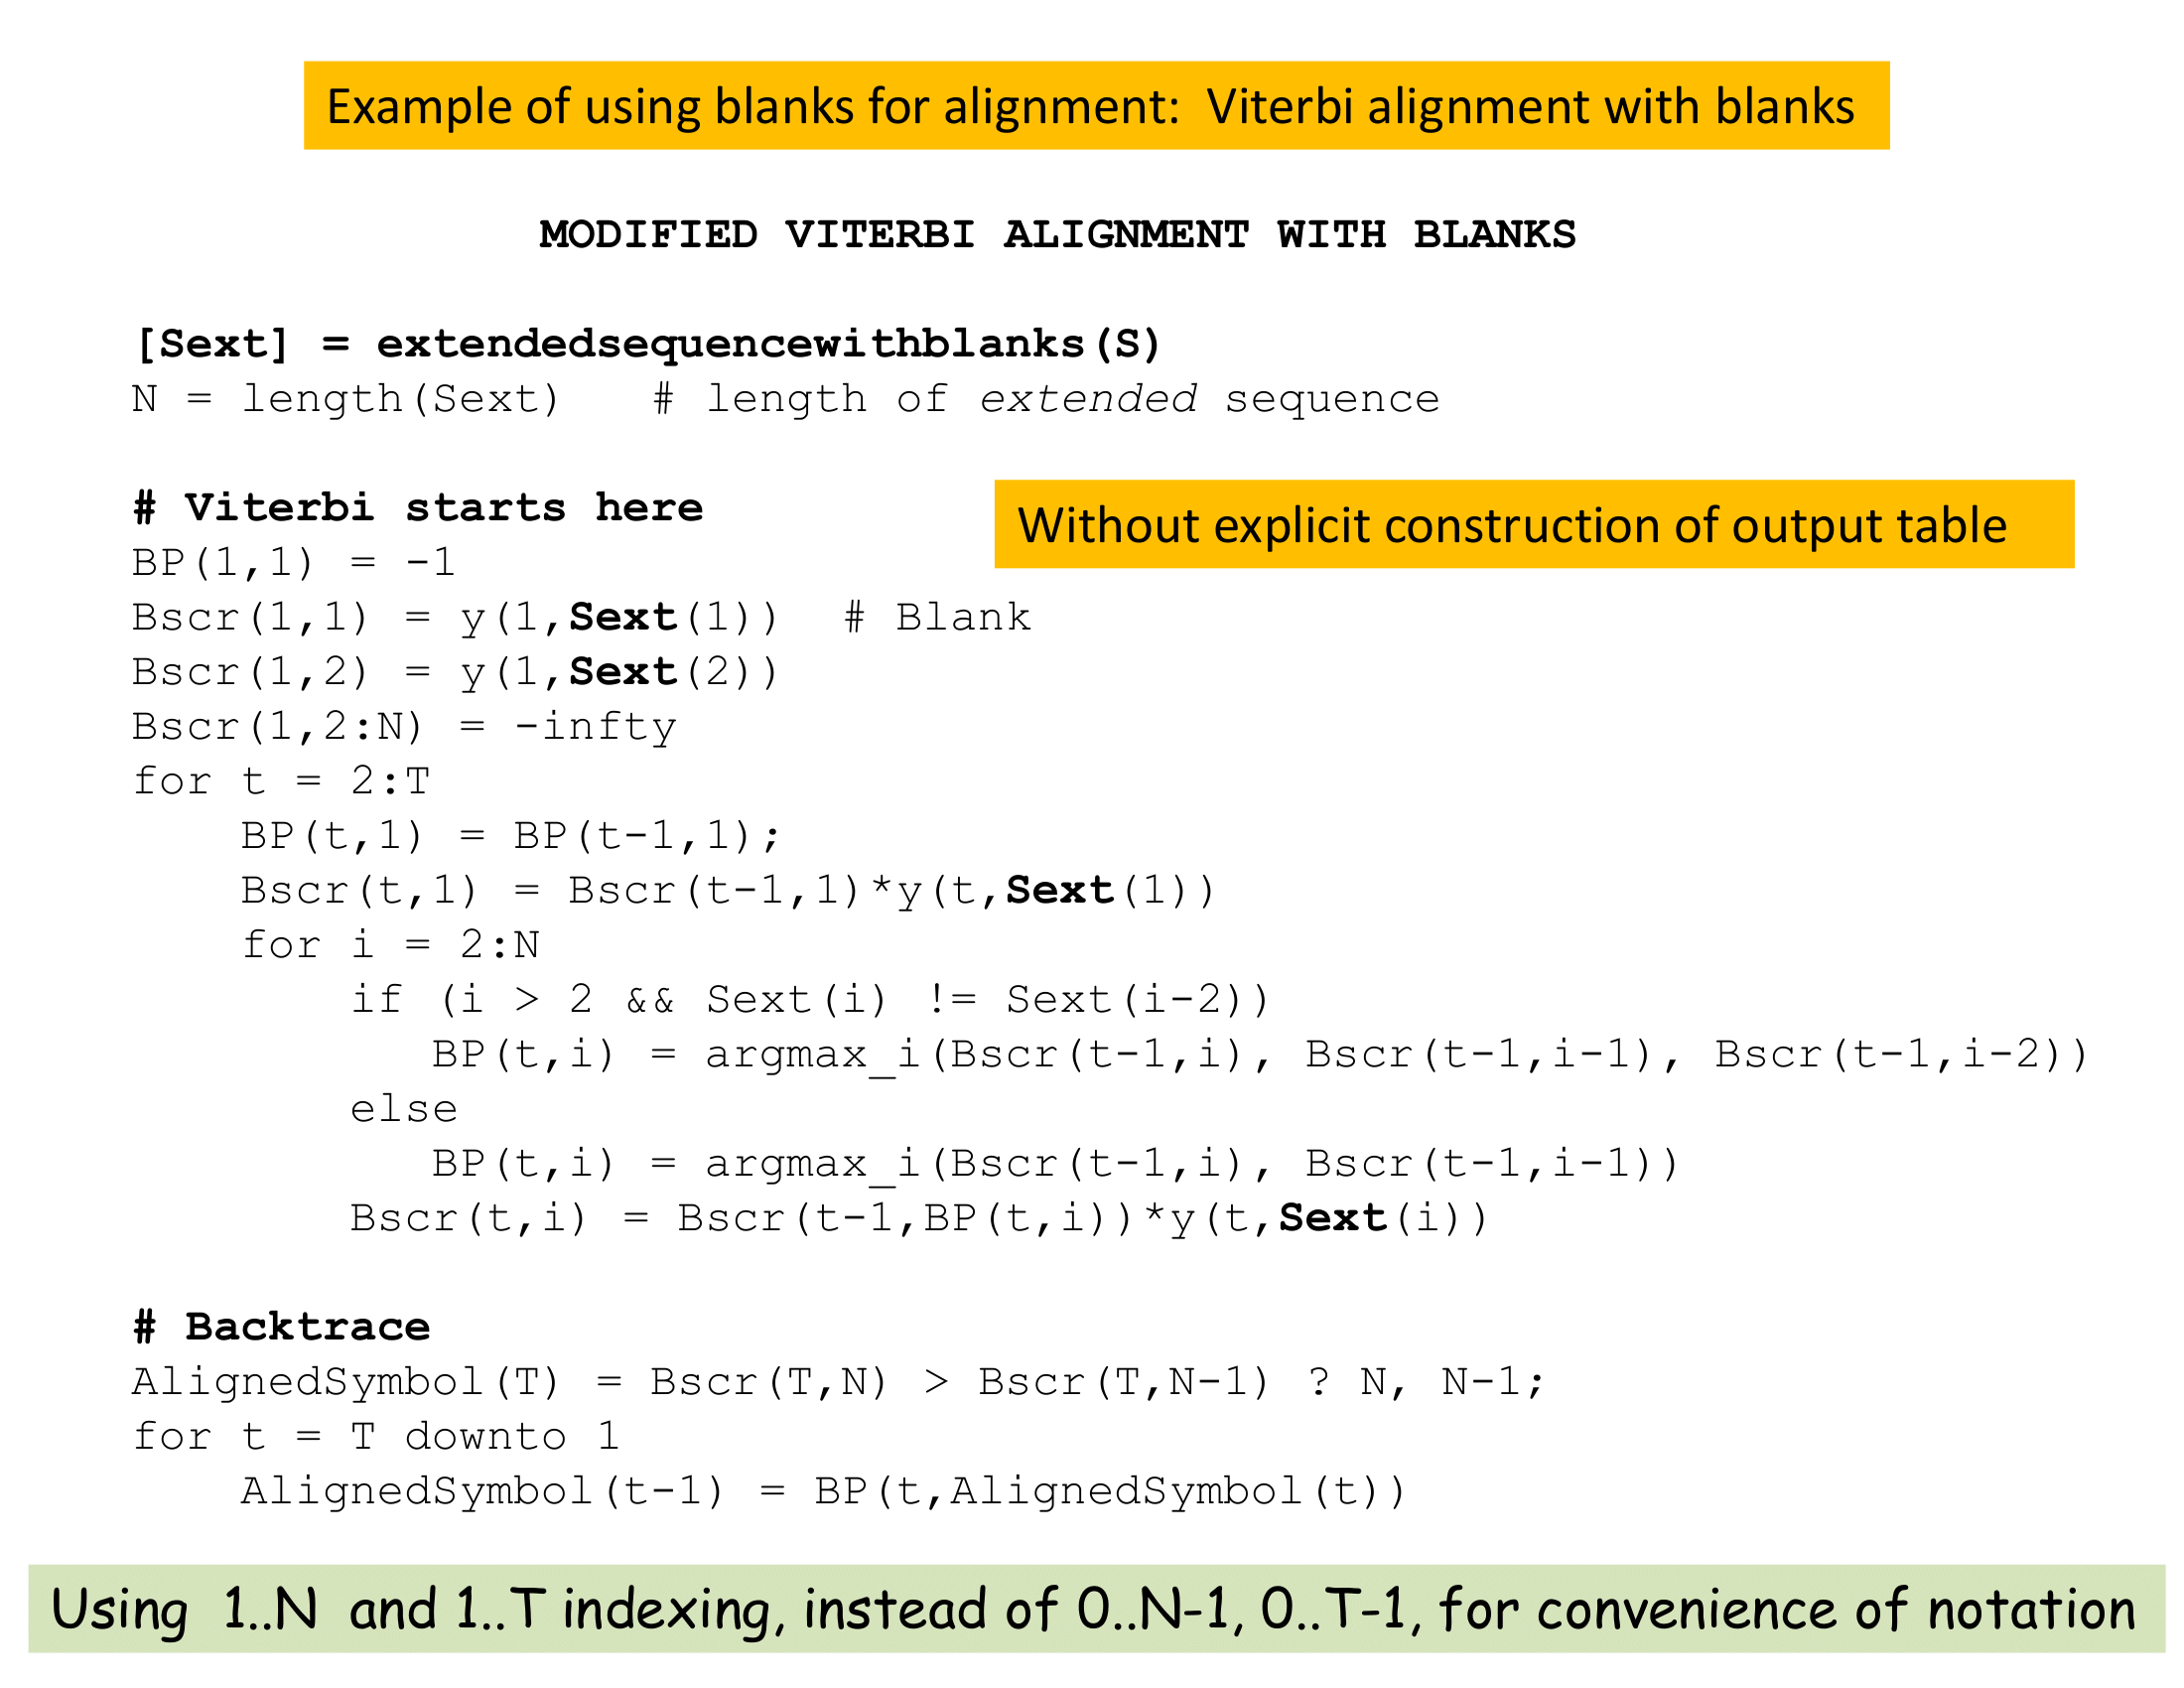 Example of using blanks for alignment:  Viterbi alignment with blanks
MODIFIED VITERBI ALIGNMENT WITH BLANKS
[Sext] = extendedsequencewithblanks(S)
N = length(Sext)   # length of extended sequence
# Viterbi starts here
Without explicit construction of output table
BP(1,1) = -1
Bscr(1,1) = y(1,Sext(1))  # Blank
Bscr(1,2) = y(1,Sext(2))
Bscr(1,2:N) = -infty
for t = 2:T
    BP(t,1) = BP(t-1,1);
    Bscr(t,1) = Bscr(t-1,1)*y(t,Sext(1))
    for i = 2:N
        if (i > 2 && Sext(i) != Sext(i-2))
           BP(t,i) = argmax_i(Bscr(t-1,i), Bscr(t-1,i-1), Bscr(t-1,i-2))
        else
           BP(t,i) = argmax_i(Bscr(t-1,i), Bscr(t-1,i-1))
        Bscr(t,i) = Bscr(t-1,BP(t,i))*y(t,Sext(i))
# Backtrace
AlignedSymbol(T) = Bscr(T,N) > Bscr(T,N-1) ? N, N-1;
for t = T downto 1
    AlignedSymbol(t-1) = BP(t,AlignedSymbol(t))
Using  1..N  and 1..T indexing, instead of 0..N-1, 0..T-1, for convenience of notation